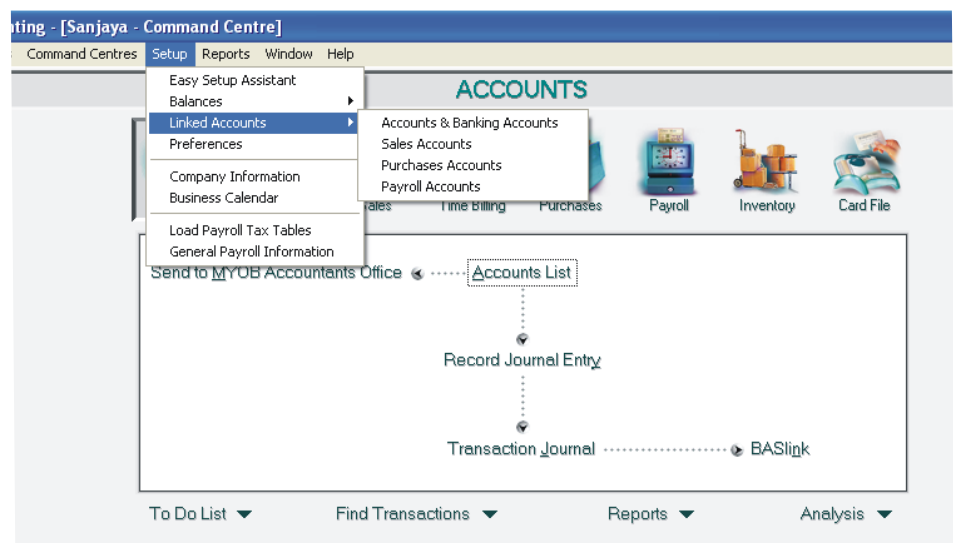 nting - [Sanjaya - Command Centre]
Command Centres Setup Reports Window Help
ACCOUNTS
Easy Setup Assistant
Balances
Linked Accounts
Preferences
Company Information
Business Calendar
Load Payroll Tax Tables
General Payroll Information
Accounts & Banking Accounts
Sales Accounts
Purchases Accounts
Payroll Accounts
ales Time Billing Purchases Payroll Inventory Card File
Send to MYOB Accountants Office Accounts List
Record Journal Entry
Transaction Journal BASlink
To Do List Find Transactions Reports Analysis